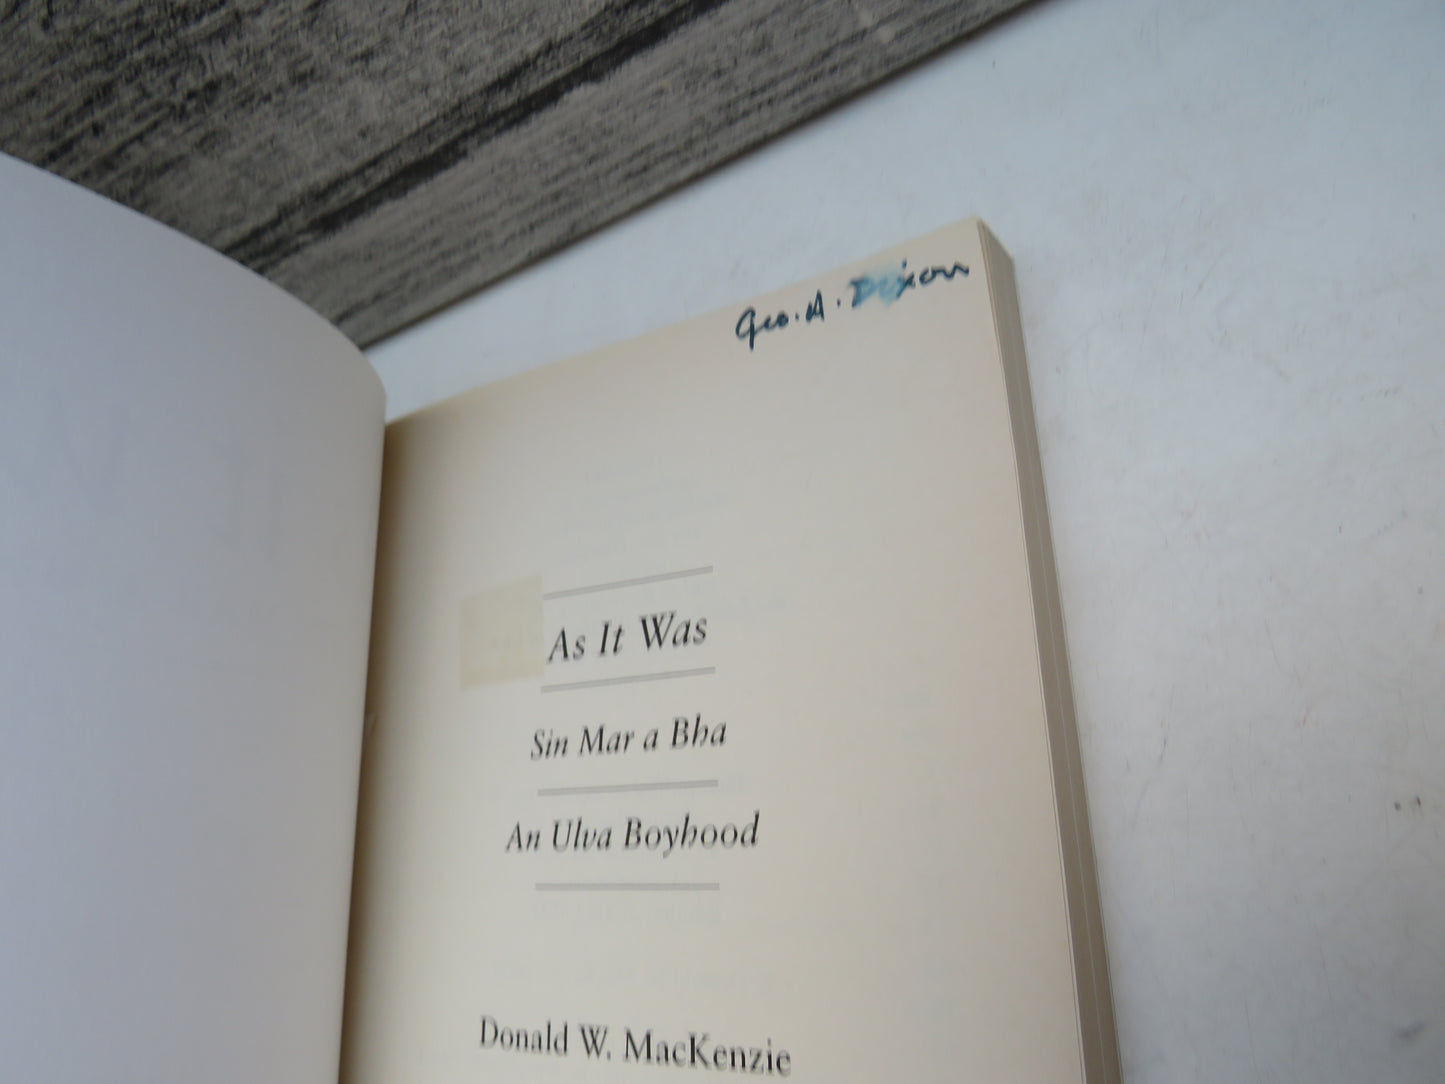 Geo. A. Dixon
As It Was
Sin Mar a Bha
An Ulva Boyhood
Donald W. MacKenzie